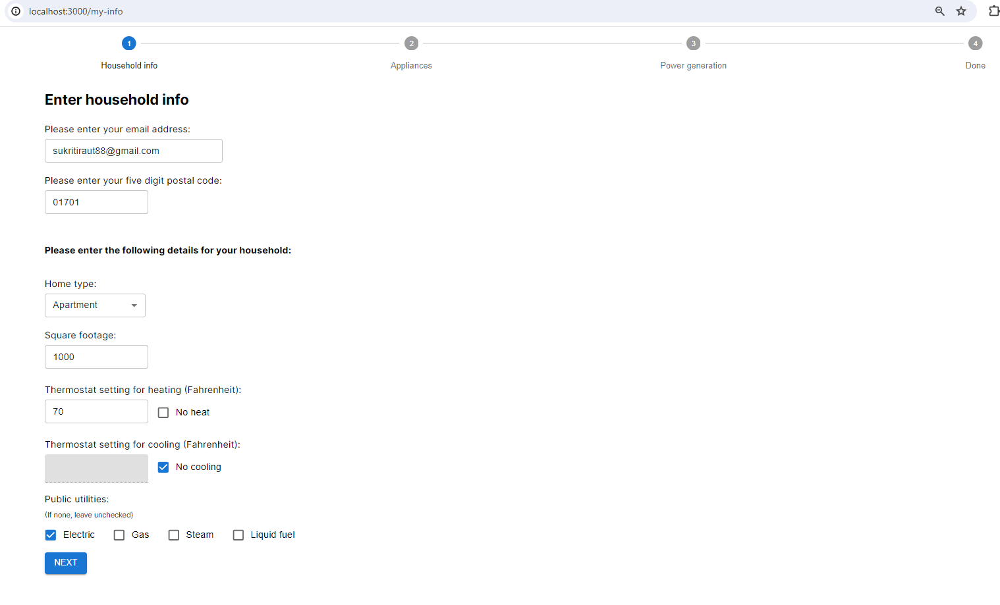 localhost:3000/my-info
1 2 3 4
Household info Appliances Power generation Done
Enter household info
Please enter your email address:
sukritiraut88@gmail.com
Please enter your five digit postal code:
01701
Please enter the following details for your household:
Home type:
Apartment
Square footage:
1000
Thermostat setting for heating (Fahrenheit):
70 No heat
Thermostat setting for cooling (Fahrenheit):
No cooling
Public utilities:
(If none, leave unchecked)
Electric Gas Steam Liquid fuel
NEXT